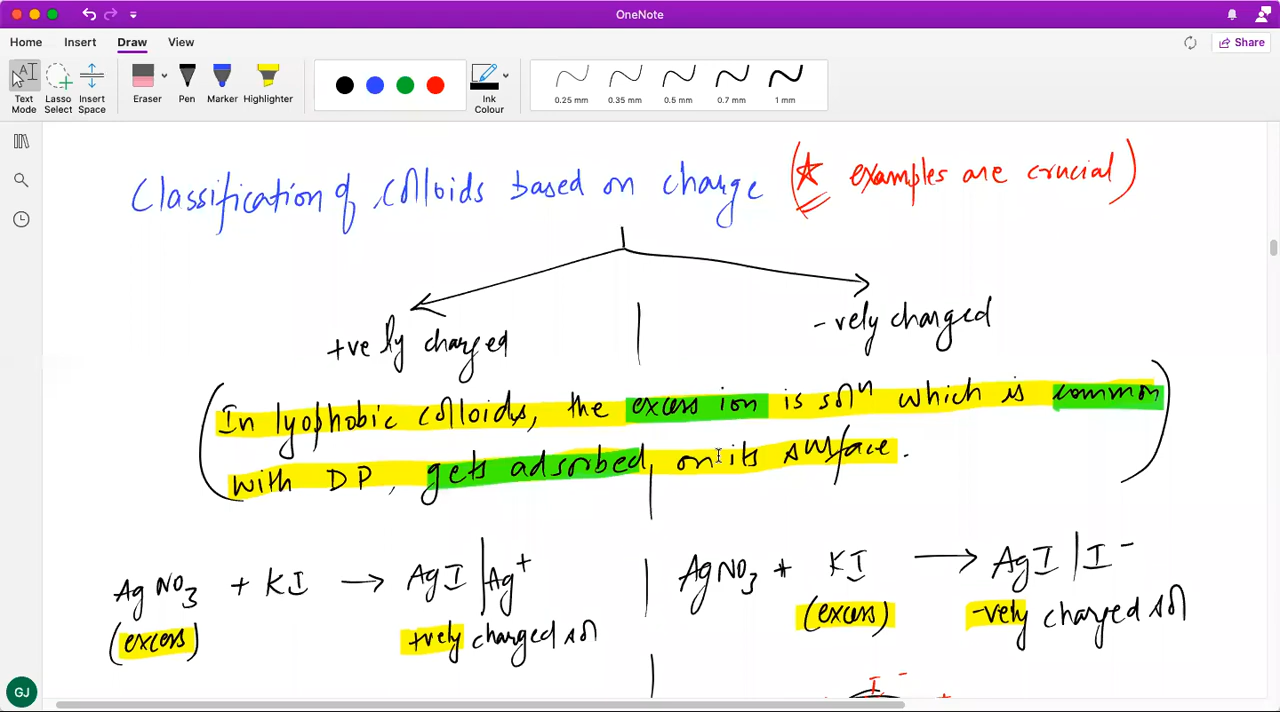 OneNote
Home Insert Draw View
Share
Text Mode
Lasso Select
Insert Space
Eraser
Pen
Marker
Highlighter
Ink Colour
0.25 mm
0.35 mm
0.5 mm
0.7 mm
1 mm
Classification of colloids based on charge (☆ examples are crucial)
+vely charged
-vely charged
(In lyophobic colloids, the excess ion is solⁿ which is common
with DP, gets adsorbed on its surface.)
AgNO₃ + KI → AgI | Ag⁺
(excess)
+vely charged sol
AgNO₃ + KI → AgI | I⁻
(excess)
-vely charged sol
I⁻
+
GJ